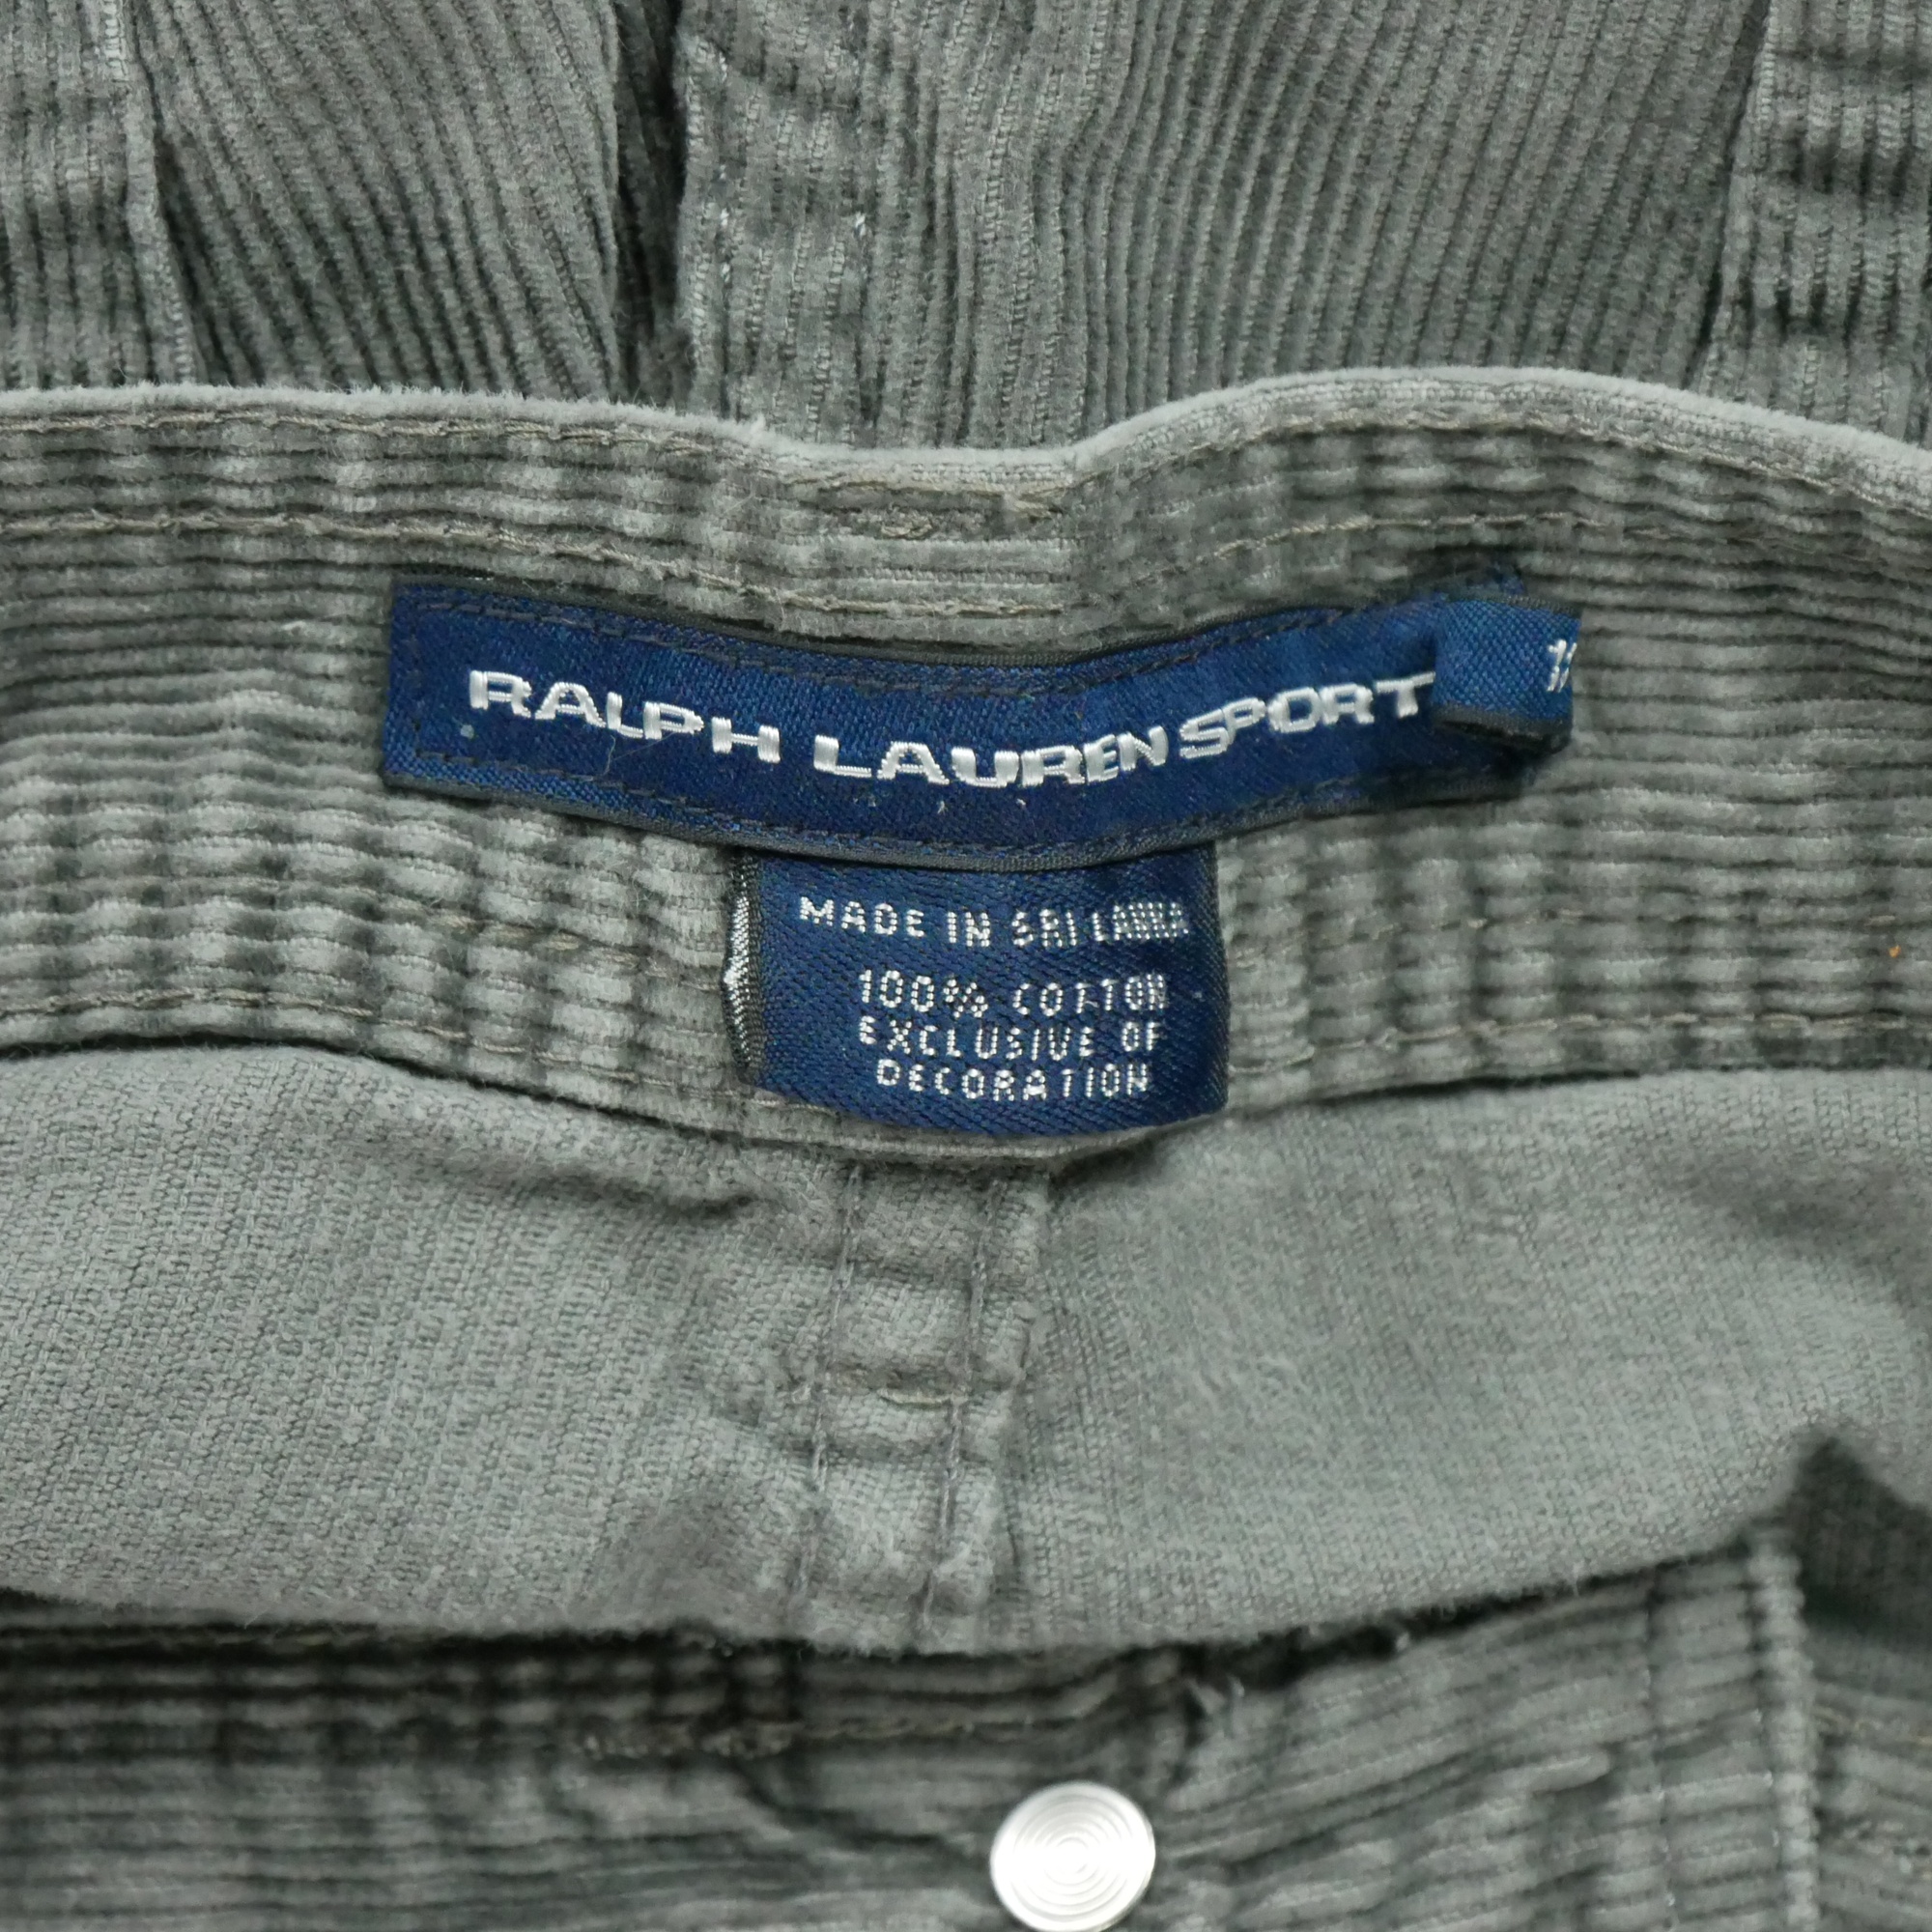 RALPH LAUREN SPORT
MADE IN SRI LANKA
100% COTTON
EXCLUSIVE OF
DECORATION